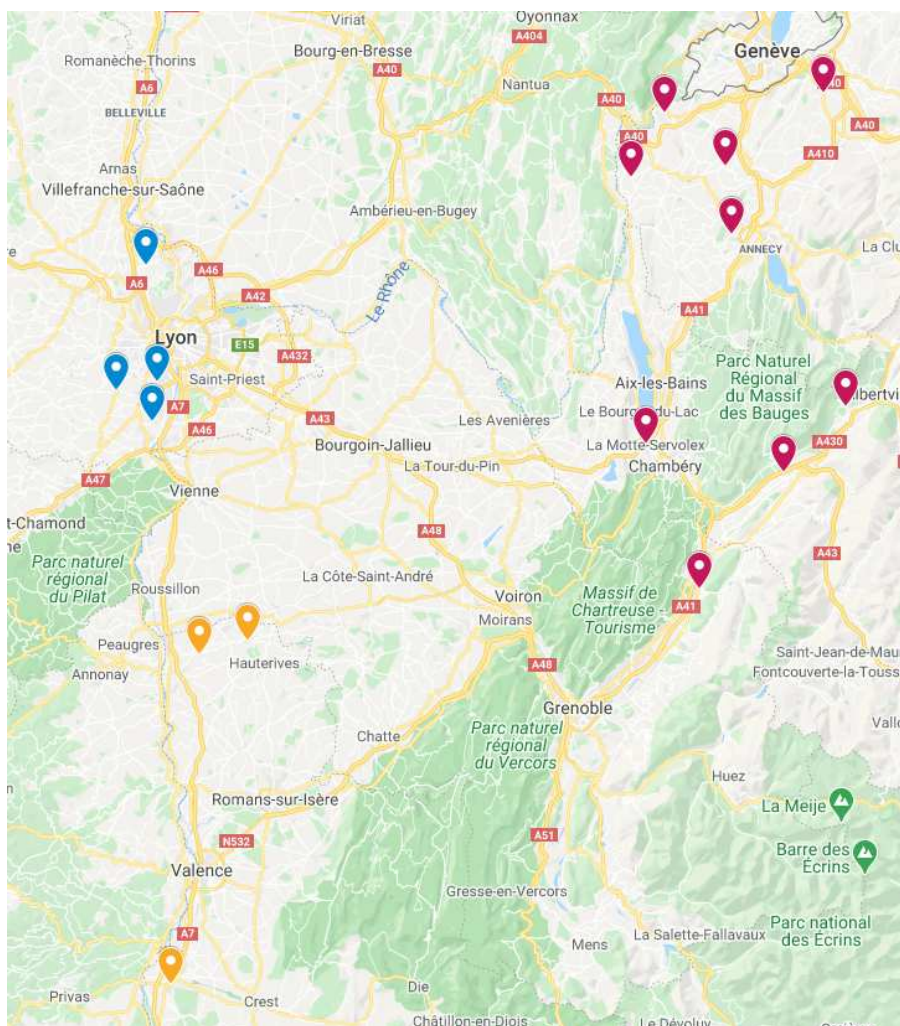 Viriat
Oyonnax
A404
Romanèche-Thorins
Bourg-en-Bresse
Genève
A6
A40
Nantua
A40
BELLEVILLE
A40
A40
A410
Arnas
Villefranche-sur-Saône
Ambérieu-en-Bugey
ANNECY
La Clu
A46
A6
A42
Le Rhône
A41
Lyon
E15
A432
Saint-Priest
Parc Naturel
Régional
du Massif
des Bauges
Aix-les-Bains
lbertvil
A7
A46
A43
Les Avenières
Le Bourg
du-Lac
Bourgoin-Jallieu
La Motte-Servolex
A430
La Tour-du-Pin
Chambéry
A47
Vienne
t-Chamond
ne
A48
A43
Parc naturel
régional
du Pilat
Roussillon
La Côte-Saint-André
Voiron
Massif de
Chartreuse -
Tourisme
A41
Moirans
Peaugres
Hauterives
Annonay
A48
Saint-Jean-de-Mau
Fontcouverte-la-Touss
Grenoble
Chatte
Parc naturel
régional
du Vercors
Vallo
Huez
Romans-sur-Isère
La Meije
N532
A51
Barre des
Écrins
Valence
Gresse-en-Vercors
Parc national
des Écrins
A7
Mens
La Salette-Fallavaux
Privas
Crest
Die
Châtillon-en-Diois
Le Dévoluy